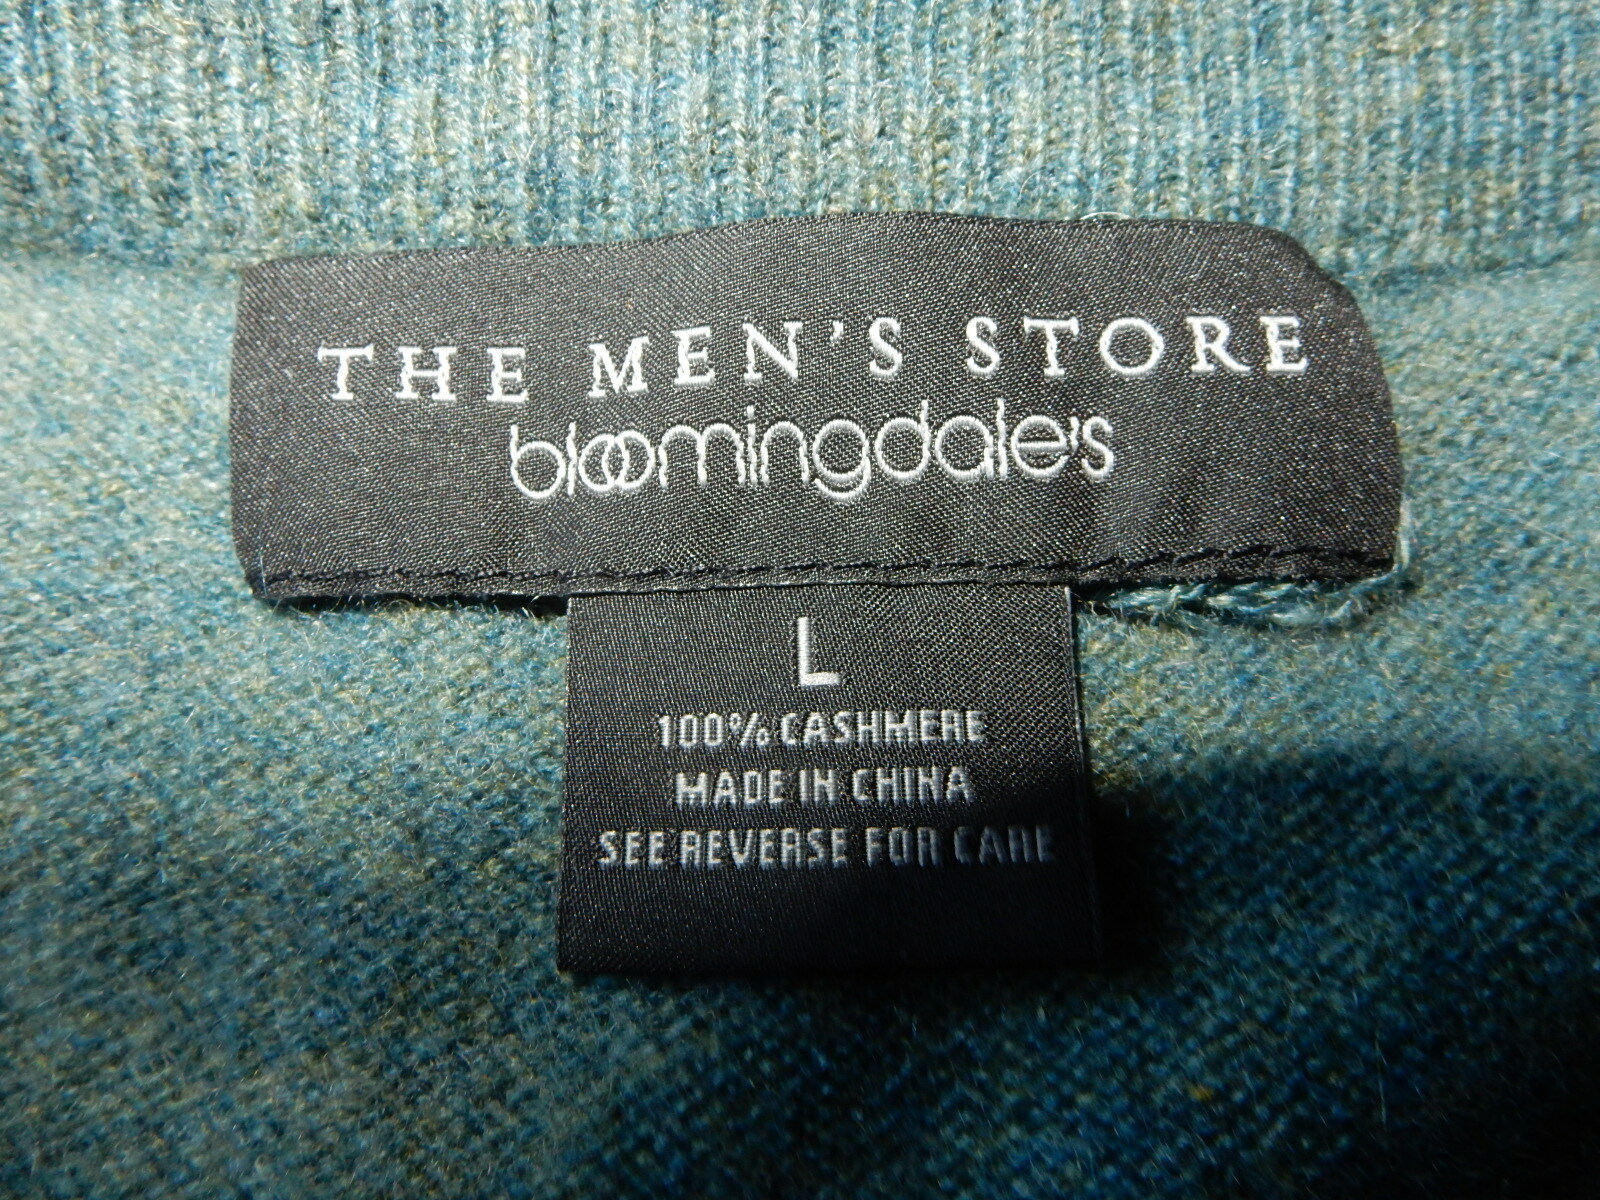 THE MEN'S STORE
bloomingdale's
L
100% CASHMERE
MADE IN CHINA
SEE REVERSE FOR CARE